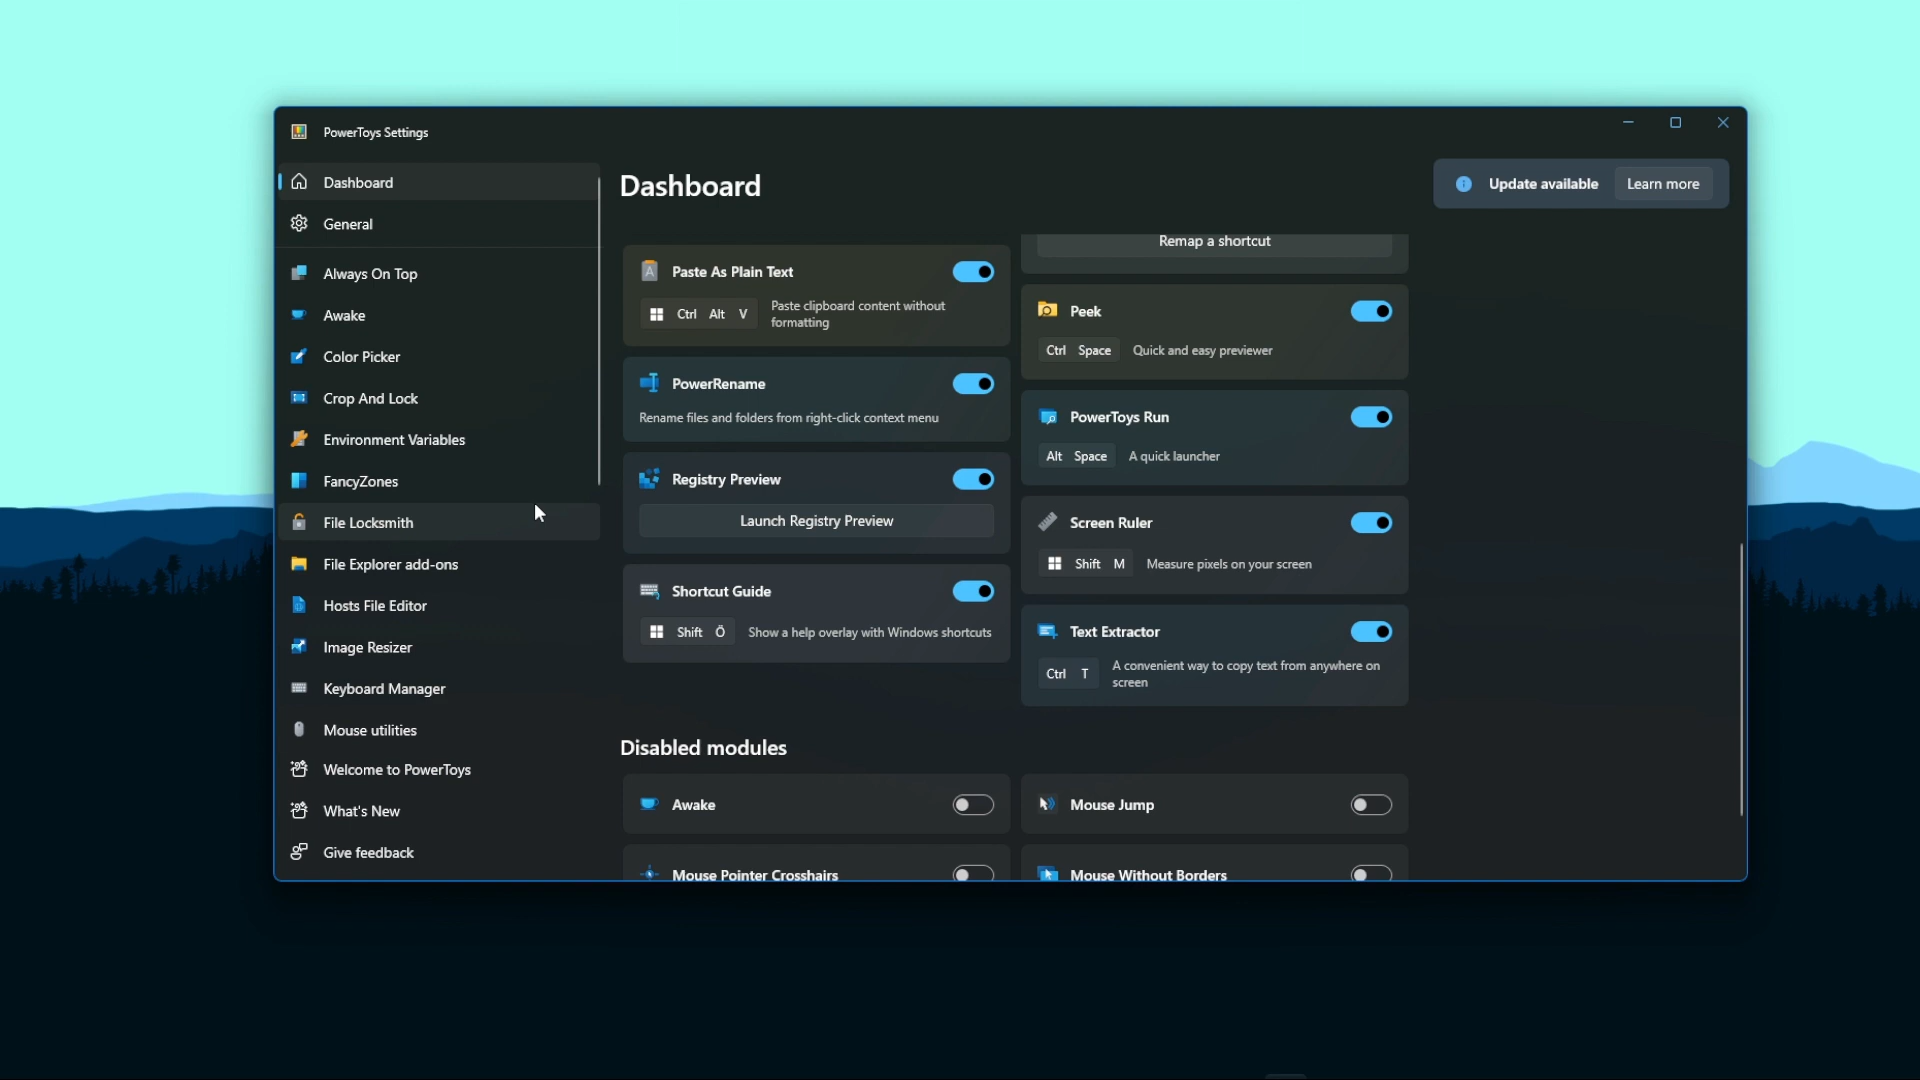 PowerToys Settings
Dashboard
General
Always On Top
Awake
Color Picker
Crop And Lock
Environment Variables
FancyZones
File Locksmith
File Explorer add-ons
Hosts File Editor
Image Resizer
Keyboard Manager
Mouse utilities
Welcome to PowerToys
What's New
Give feedback
Dashboard
Update available
Learn more
Paste As Plain Text
Ctrl Alt V
Paste clipboard content without
formatting
PowerRename
Rename files and folders from right-click context menu
Registry Preview
Launch Registry Preview
Shortcut Guide
Shift Ö
Show a help overlay with Windows shortcuts
Remap a shortcut
Peek
Ctrl Space
Quick and easy previewer
PowerToys Run
Alt Space
A quick launcher
Screen Ruler
Shift M
Measure pixels on your screen
Text Extractor
Ctrl T
A convenient way to copy text from anywhere on
screen
Disabled modules
Awake
Mouse Jump
Mouse Pointer Crosshairs
Mouse Without Borders